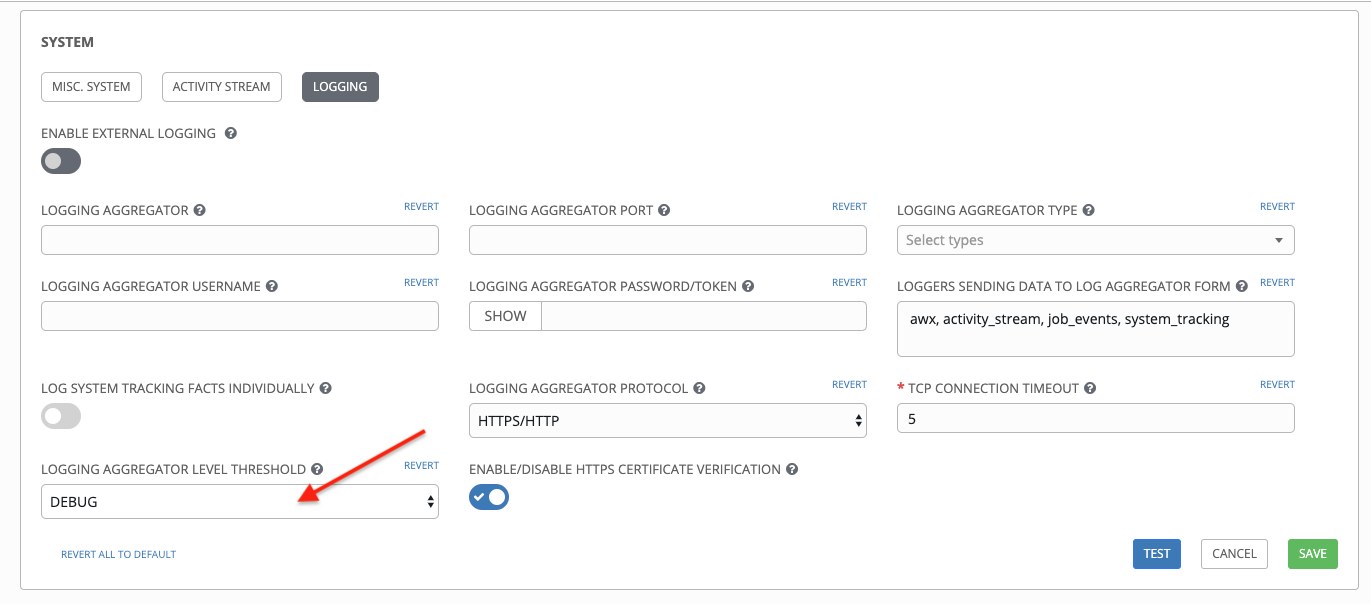 SYSTEM
MISC. SYSTEM ACTIVITY STREAM LOGGING
ENABLE EXTERNAL LOGGING
LOGGING AGGREGATOR REVERT
LOGGING AGGREGATOR PORT REVERT
LOGGING AGGREGATOR TYPE REVERT
Select types
LOGGING AGGREGATOR USERNAME REVERT
LOGGING AGGREGATOR PASSWORD/TOKEN REVERT
SHOW
LOGGERS SENDING DATA TO LOG AGGREGATOR FORM REVERT
awx, activity_stream, job_events, system_tracking
LOG SYSTEM TRACKING FACTS INDIVIDUALLY
LOGGING AGGREGATOR PROTOCOL REVERT
HTTPS/HTTP
* TCP CONNECTION TIMEOUT REVERT
5
LOGGING AGGREGATOR LEVEL THRESHOLD REVERT
DEBUG
ENABLE/DISABLE HTTPS CERTIFICATE VERIFICATION
REVERT ALL TO DEFAULT
TEST CANCEL SAVE